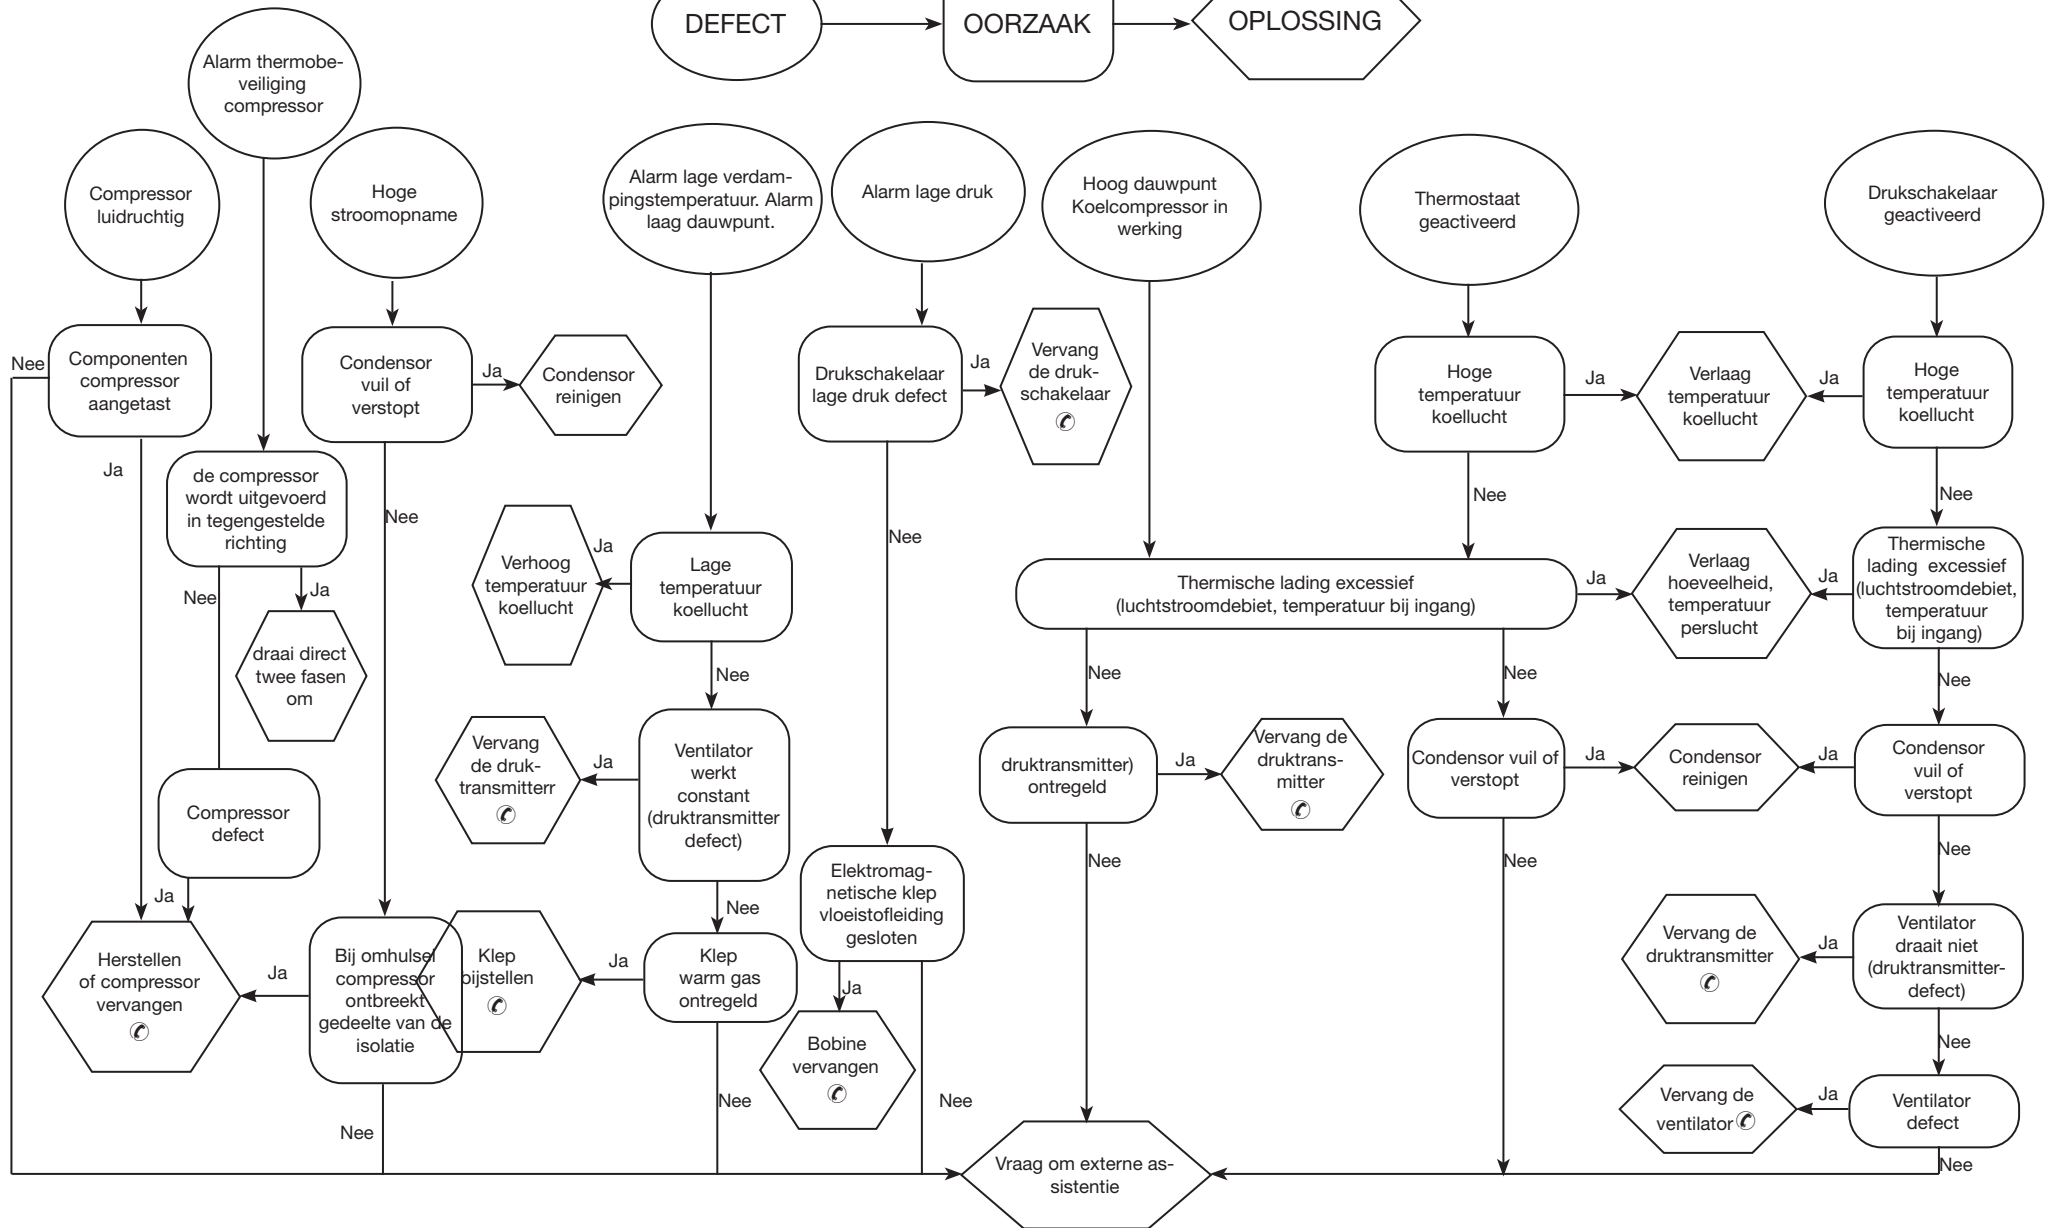 DEFECT
OORZAAK
OPLOSSING
Alarm thermobe-
veiliging
compressor
Compressor
luidruchtig
Hoge
stroomopname
Alarm lage verdam-
pingstemperatuur. Alarm
laag dauwpunt.
Alarm lage druk
Hoog dauwpunt
Koelcompressor in
werking
Thermostaat
geactiveerd
Drukschakelaar
geactiveerd
Nee
Componenten
compressor
aangetast
Condensor
vuil of
verstopt
Ja
Condensor
reinigen
Drukschakelaar
lage druk defect
Ja
Vervang
de druk-
schakelaar
Hoge
temperatuur
koellucht
Ja
Verlaag
temperatuur
koellucht
Ja
Hoge
temperatuur
koellucht
Ja
de compressor
wordt uitgevoerd
in tegengestelde
richting
Nee
Nee
Nee
Nee
Nee
Ja
draai direct
twee fasen
om
Verhoog
temperatuur
koellucht
Ja
Lage
temperatuur
koellucht
Thermische lading excessief
(luchtstroomdebiet, temperatuur bij ingang)
Ja
Verlaag
hoeveelheid,
temperatuur
perslucht
Ja
Thermische
lading excessief
(luchtstroomdebiet,
temperatuur
bij ingang)
Nee
Nee
Nee
Nee
Vervang
de druk-
transmitterr
Ja
Ventilator
werkt
constant
(druktransmitter
defect)
druktransmitter)
ontregeld
Ja
Vervang de
druktrans-
mitter
Condensor vuil of
verstopt
Ja
Condensor
reinigen
Ja
Condensor
vuil of
verstopt
Compressor
defect
Nee
Nee
Nee
Ja
Nee
Elektromag-
netische klep
vloeistofleiding
gesloten
Herstellen
of compressor
vervangen
Ja
Bij omhulsel
compressor
ontbreekt
gedeelte van de
isolatie
Klep
bijstellen
Ja
Klep
warm gas
ontregeld
Vervang de
druktransmitter
Ja
Ventilator
draait niet
(druktransmitter-
defect)
Ja
Bobine
vervangen
Nee
Nee
Nee
Nee
Vervang de
ventilator
Ja
Ventilator
defect
Nee
Vraag om externe as-
sistentie
Nee